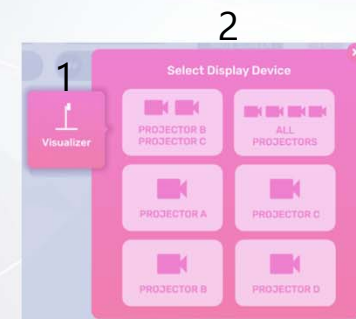 2
1
Select Display Device
Visualizer
PROJECTOR B
PROJECTOR C
ALL
PROJECTORS
PROJECTOR A
PROJECTOR C
PROJECTOR B
PROJECTOR D